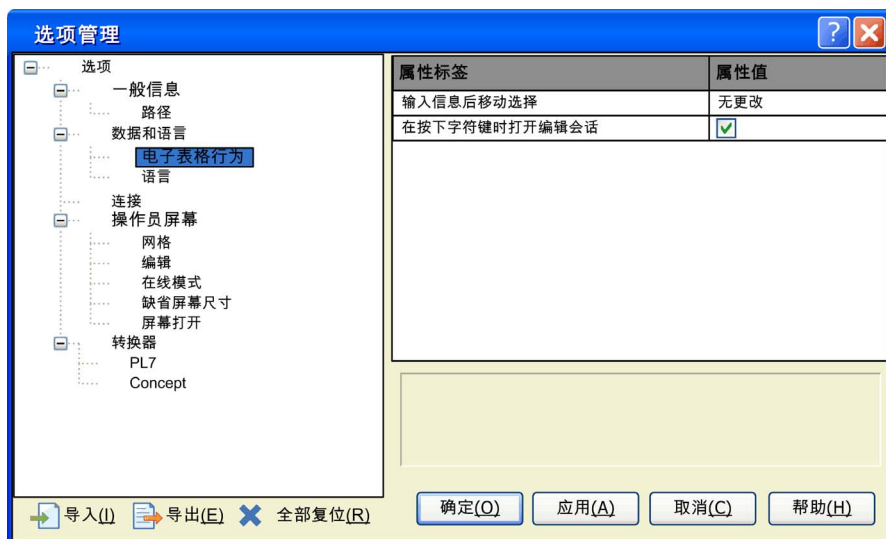 选项管理
选项
一般信息
路径
数据和语言
电子表格行为
语言
连接
操作员屏幕
网格
编辑
在线模式
缺省屏幕尺寸
屏幕打开
转换器
PL7
Concept
属性标签 属性值
输入信息后移动选择 无更改
在按下字符键时打开编辑会话
导入(I) 导出(E) 全部复位(R)
确定(O) 应用(A) 取消(C) 帮助(H)